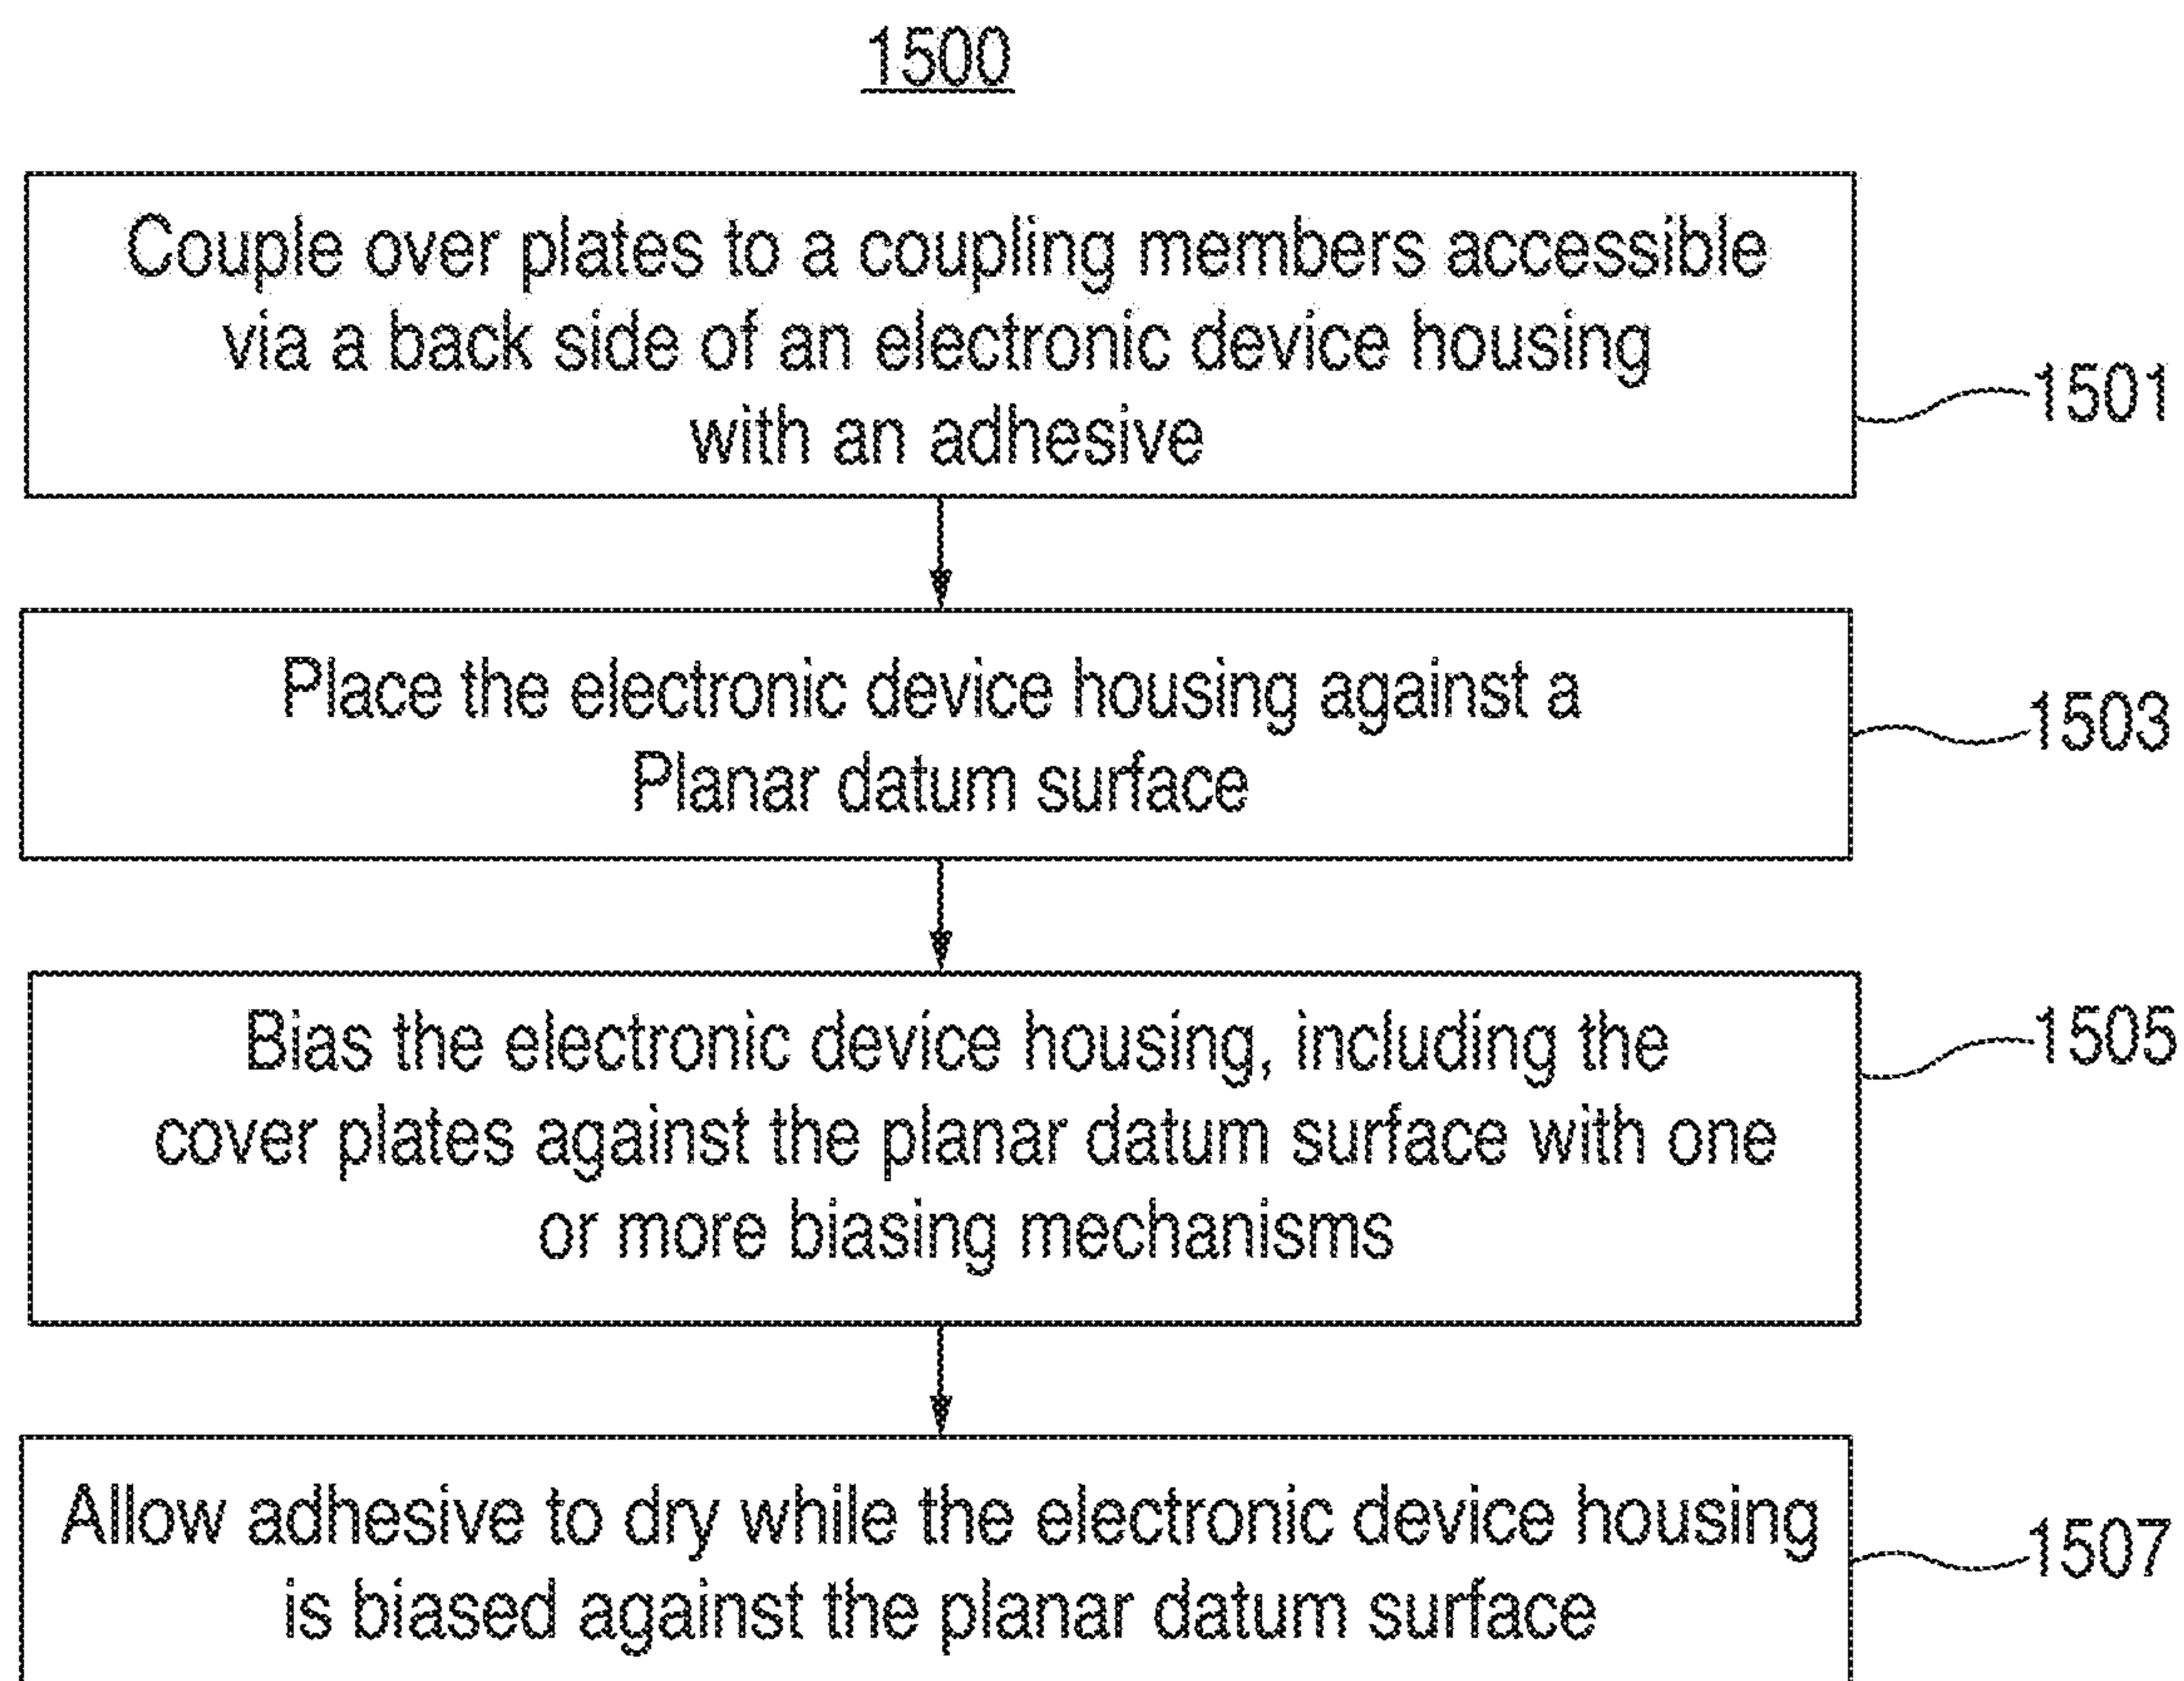 1500
Couple over plates to a coupling members accessible
via a back side of an electronic device housing
with an adhesive
1501
Place the electronic device housing against a
Planar datum surface
1503
Bias the electronic device housing, including the
cover plates against the planar datum surface with one
or more biasing mechanisms
1505
Allow adhesive to dry while the electronic device housing
is biased against the planar datum surface
1507